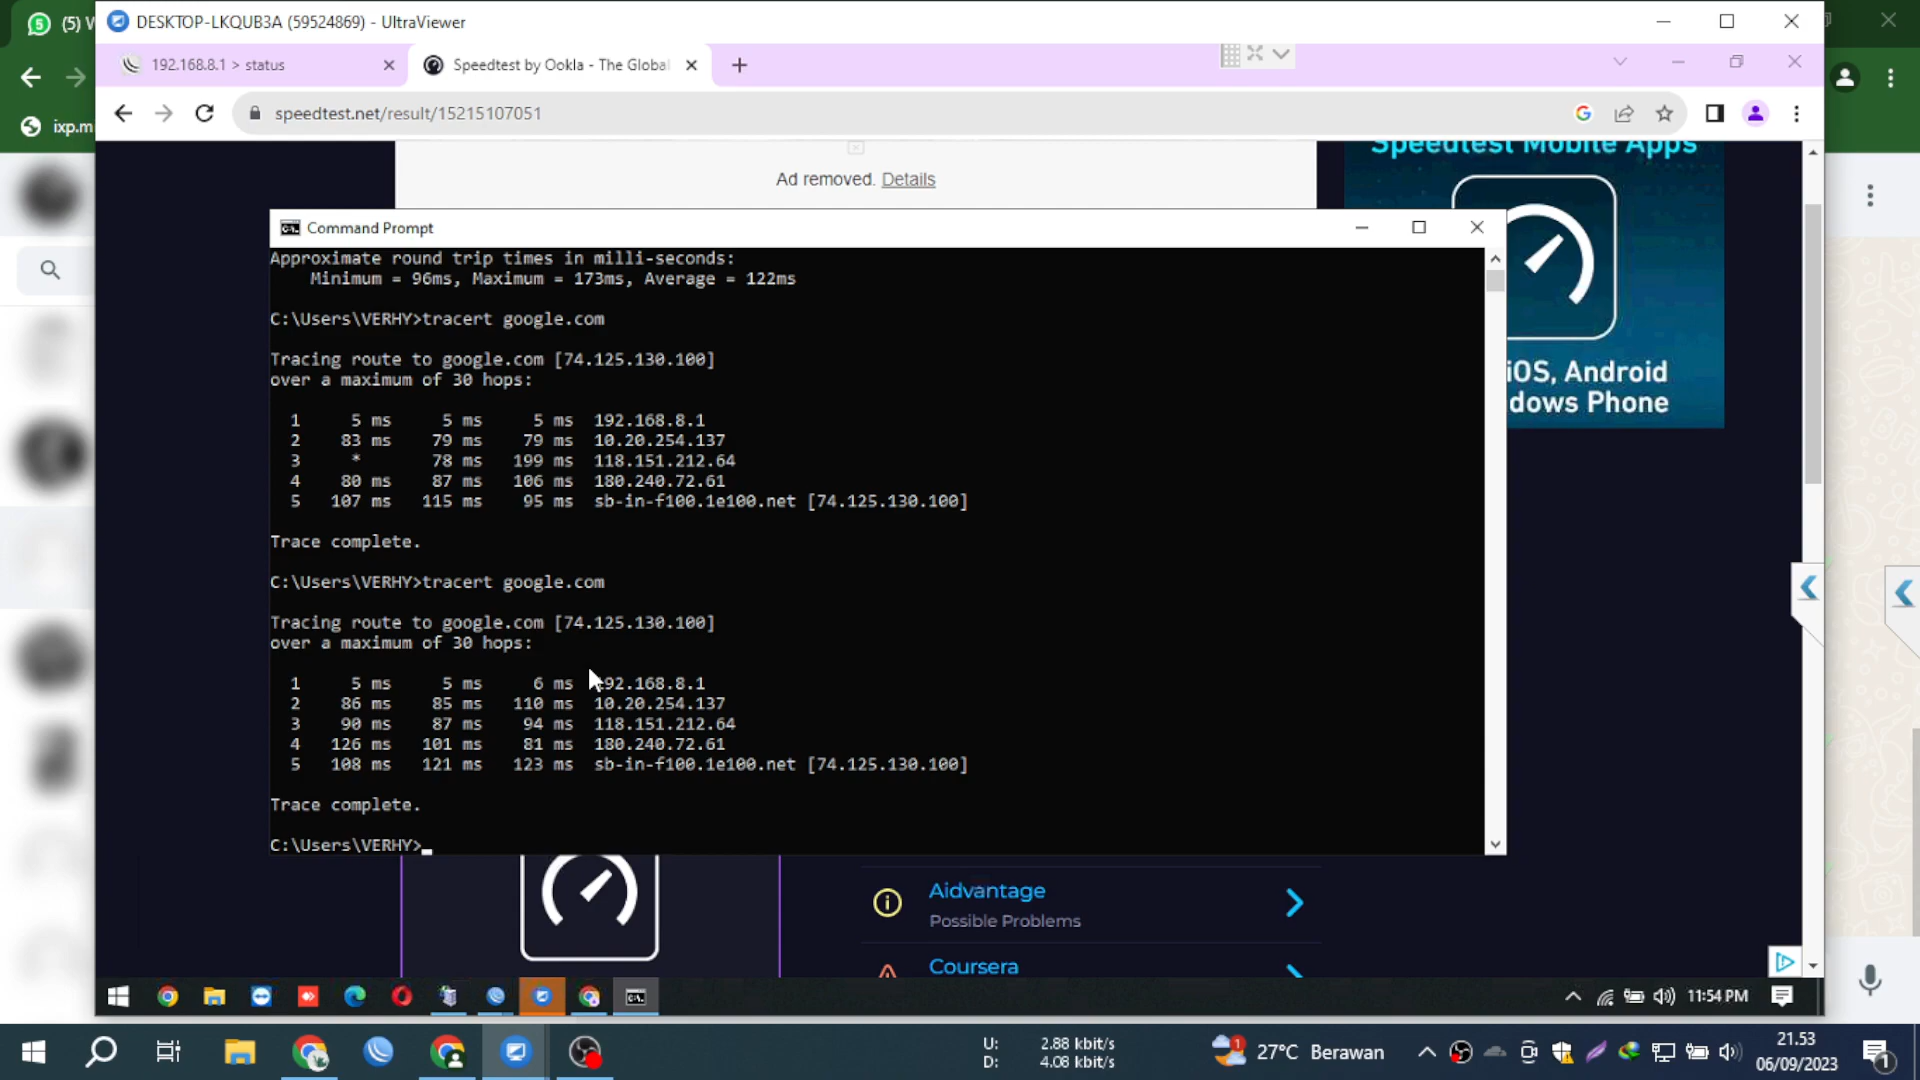 (5) W
DESKTOP-LKQUB3A (59524869) - UltraViewer
192.168.8.1 > status
Speedtest by Ookla - The Global
speedtest.net/result/15215107051
ixp.m
Ad removed. Details
Speedtest Mobile Apps
iOS, Android
dows Phone
Command Prompt
Approximate round trip times in milli-seconds:
Minimum = 96ms, Maximum = 173ms, Average = 122ms
C:\Users\VERHY>tracert google.com
Tracing route to google.com [74.125.130.100]
over a maximum of 30 hops:
1 5 ms 5 ms 5 ms 192.168.8.1
2 83 ms 79 ms 79 ms 10.20.254.137
3 * 78 ms 199 ms 118.151.212.64
4 80 ms 87 ms 106 ms 180.240.72.61
5 107 ms 115 ms 95 ms sb-in-f100.1e100.net [74.125.130.100]
Trace complete.
C:\Users\VERHY>tracert google.com
Tracing route to google.com [74.125.130.100]
over a maximum of 30 hops:
1 5 ms 5 ms 6 ms 192.168.8.1
2 86 ms 85 ms 110 ms 10.20.254.137
3 90 ms 87 ms 94 ms 118.151.212.64
4 126 ms 101 ms 81 ms 180.240.72.61
5 108 ms 121 ms 123 ms sb-in-f100.1e100.net [74.125.130.100]
Trace complete.
C:\Users\VERHY>_
Aidvantage
Possible Problems
Coursera
11:54 PM
U: 2.88 kbit/s
D: 4.08 kbit/s
1
27°C Berawan
21.53
06/09/2023
1